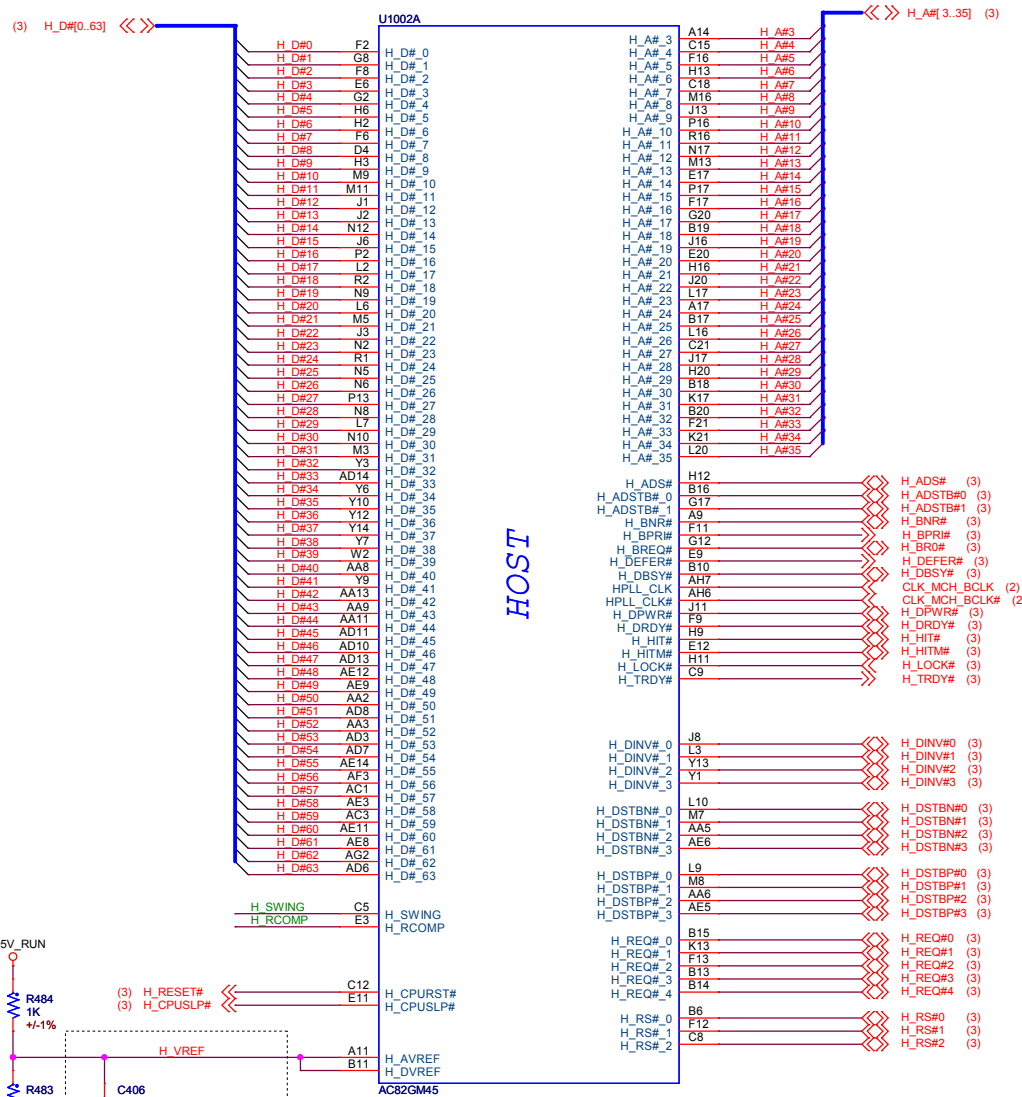 (3) H_D#[0..63]
U1002A
H_A#[ 3..35] (3)
H_D#0 F2 H_D#_0
H_D#1 G8 H_D#_1
H_D#2 F8 H_D#_2
H_D#3 E6 H_D#_3
H_D#4 G2 H_D#_4
H_D#5 H6 H_D#_5
H_D#6 H2 H_D#_6
H_D#7 F6 H_D#_7
H_D#8 D4 H_D#_8
H_D#9 H3 H_D#_9
H_D#10 M9 H_D#_10
H_D#11 M11 H_D#_11
H_D#12 J1 H_D#_12
H_D#13 J2 H_D#_13
H_D#14 N12 H_D#_14
H_D#15 J6 H_D#_15
H_D#16 P2 H_D#_16
H_D#17 L2 H_D#_17
H_D#18 R2 H_D#_18
H_D#19 N9 H_D#_19
H_D#20 L6 H_D#_20
H_D#21 M5 H_D#_21
H_D#22 J3 H_D#_22
H_D#23 N2 H_D#_23
H_D#24 R1 H_D#_24
H_D#25 N5 H_D#_25
H_D#26 N6 H_D#_26
H_D#27 P13 H_D#_27
H_D#28 N8 H_D#_28
H_D#29 L7 H_D#_29
H_D#30 N10 H_D#_30
H_D#31 M3 H_D#_31
H_D#32 Y3 H_D#_32
H_D#33 AD14 H_D#_33
H_D#34 Y6 H_D#_34
H_D#35 Y10 H_D#_35
H_D#36 Y12 H_D#_36
H_D#37 Y14 H_D#_37
H_D#38 Y7 H_D#_38
H_D#39 W2 H_D#_39
H_D#40 AA8 H_D#_40
H_D#41 Y9 H_D#_41
H_D#42 AA13 H_D#_42
H_D#43 AA9 H_D#_43
H_D#44 AA11 H_D#_44
H_D#45 AD11 H_D#_45
H_D#46 AD10 H_D#_46
H_D#47 AD13 H_D#_47
H_D#48 AE12 H_D#_48
H_D#49 AE9 H_D#_49
H_D#50 AA2 H_D#_50
H_D#51 AD8 H_D#_51
H_D#52 AA3 H_D#_52
H_D#53 AD3 H_D#_53
H_D#54 AD7 H_D#_54
H_D#55 AE14 H_D#_55
H_D#56 AF3 H_D#_56
H_D#57 AC1 H_D#_57
H_D#58 AE3 H_D#_58
H_D#59 AC3 H_D#_59
H_D#60 AE11 H_D#_60
H_D#61 AE8 H_D#_61
H_D#62 AG2 H_D#_62
H_D#63 AD6 H_D#_63
H_SWING C5 H_SWING
H_RCOMP E3 H_RCOMP
(3) H_RESET# C12 H_CPURST#
(3) H_CPUSLP# E11 H_CPUSLP#
5V_RUN
R484
1K
+/-1%
H_VREF A11 H_AVREF
B11 H_DVREF
R483
C406
HOST
H_A#_3 A14 H_A#3
H_A#_4 C15 H_A#4
H_A#_5 F16 H_A#5
H_A#_6 H13 H_A#6
H_A#_7 C18 H_A#7
H_A#_8 M16 H_A#8
H_A#_9 J13 H_A#9
H_A#_10 P16 H_A#10
H_A#_11 R16 H_A#11
H_A#_12 N17 H_A#12
H_A#_13 M13 H_A#13
H_A#_14 E17 H_A#14
H_A#_15 P17 H_A#15
H_A#_16 F17 H_A#16
H_A#_17 G20 H_A#17
H_A#_18 B19 H_A#18
H_A#_19 J16 H_A#19
H_A#_20 E20 H_A#20
H_A#_21 H16 H_A#21
H_A#_22 J20 H_A#22
H_A#_23 L17 H_A#23
H_A#_24 A17 H_A#24
H_A#_25 B17 H_A#25
H_A#_26 L16 H_A#26
H_A#_27 C21 H_A#27
H_A#_28 J17 H_A#28
H_A#_29 H20 H_A#29
H_A#_30 B18 H_A#30
H_A#_31 K17 H_A#31
H_A#_32 B20 H_A#32
H_A#_33 F21 H_A#33
H_A#_34 K21 H_A#34
H_A#_35 L20 H_A#35
H_ADS# H12 H_ADS# (3)
H_ADSTB#_0 B16 H_ADSTB#0 (3)
H_ADSTB#_1 G17 H_ADSTB#1 (3)
H_BNR# A9 H_BNR# (3)
H_BPRI# F11 H_BPRI# (3)
H_BREQ# G12 H_BR0# (3)
H_DEFER# E9 H_DEFER# (3)
H_DBSY# B10 H_DBSY# (3)
HPLL_CLK AH7 CLK_MCH_BCLK (2)
HPLL_CLK# AH6 CLK_MCH_BCLK# (2
H_DPWR# J11 H_DPWR# (3)
H_DRDY# F9 H_DRDY# (3)
H_HIT# H9 H_HIT# (3)
H_HITM# E12 H_HITM# (3)
H_LOCK# H11 H_LOCK# (3)
H_TRDY# C9 H_TRDY# (3)
H_DINV#_0 J8 H_DINV#0 (3)
H_DINV#_1 L3 H_DINV#1 (3)
H_DINV#_2 Y13 H_DINV#2 (3)
H_DINV#_3 Y1 H_DINV#3 (3)
H_DSTBN#_0 L10 H_DSTBN#0 (3)
H_DSTBN#_1 M7 H_DSTBN#1 (3)
H_DSTBN#_2 AA5 H_DSTBN#2 (3)
H_DSTBN#_3 AE6 H_DSTBN#3 (3)
H_DSTBP#_0 L9 H_DSTBP#0 (3)
H_DSTBP#_1 M8 H_DSTBP#1 (3)
H_DSTBP#_2 AA6 H_DSTBP#2 (3)
H_DSTBP#_3 AE5 H_DSTBP#3 (3)
H_REQ#_0 B15 H_REQ#0 (3)
H_REQ#_1 K13 H_REQ#1 (3)
H_REQ#_2 F13 H_REQ#2 (3)
H_REQ#_3 B13 H_REQ#3 (3)
H_REQ#_4 B14 H_REQ#4 (3)
H_RS#_0 B6 H_RS#0 (3)
H_RS#_1 F12 H_RS#1 (3)
H_RS#_2 C8 H_RS#2 (3)
AC82GM45